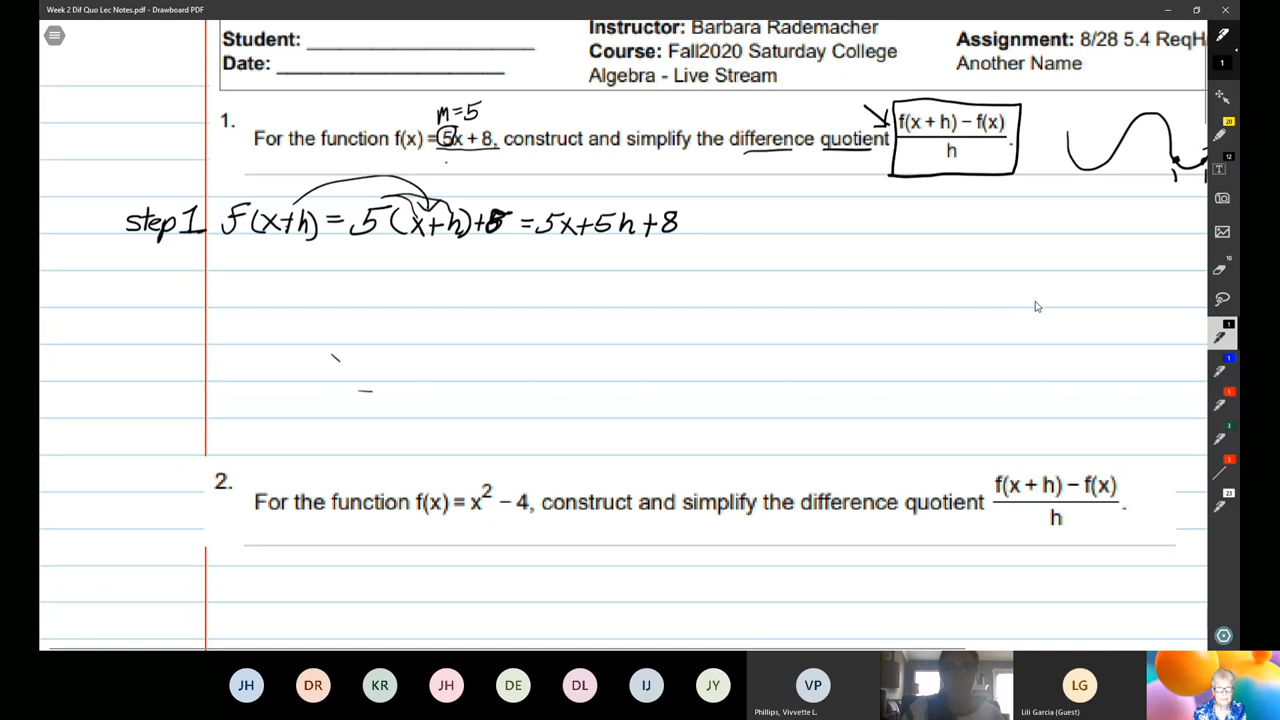 Week 2 Dif Quo Lec Notes.pdf - Drawboard PDF
Student:
Date:
Instructor: Barbara Rademacher
Course: Fall2020 Saturday College
Algebra - Live Stream
Assignment: 8/28 5.4 ReqH
Another Name
m=5
1. For the function f(x) = 5x + 8, construct and simplify the difference quotient f(x + h) − f(x) / h .
step 1 f(x+h) = 5(x+h)+8 = 5x+5h+8
2. For the function f(x) = x² − 4, construct and simplify the difference quotient f(x + h) − f(x) / h .
JH DR KR JH DE DL IJ JY VP LG
Phillips, Vivvette L.
Lili Garcia (Guest)